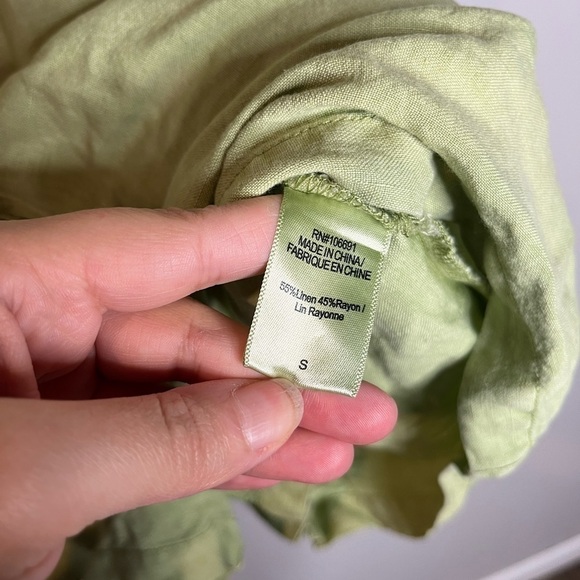 RN#106691
MADE IN CHINA/
FABRIQUE EN CHINE
55%Linen 45%Rayon /
Lin Rayonne
S